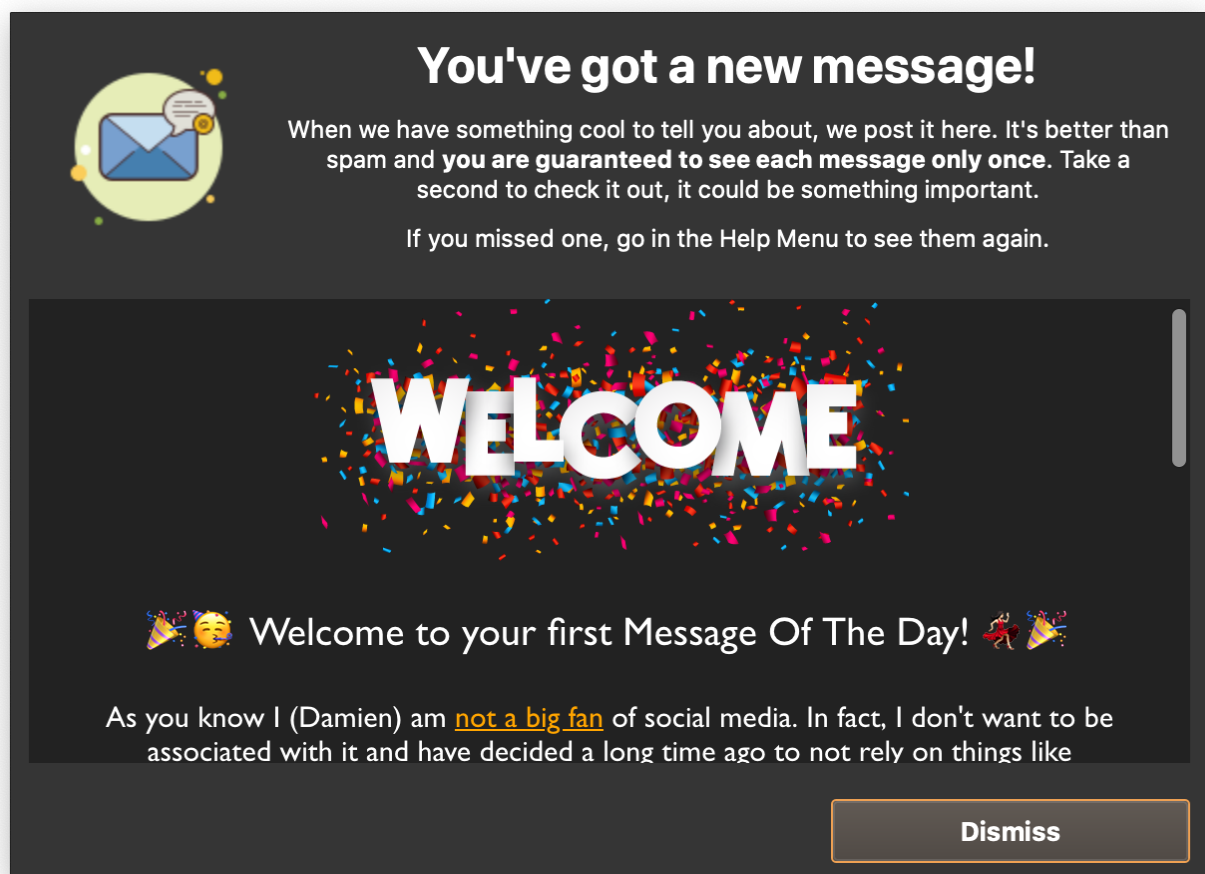 You've got a new message!
When we have something cool to tell you about, we post it here. It's better than
spam and you are guaranteed to see each message only once. Take a
second to check it out, it could be something important.
If you missed one, go in the Help Menu to see them again.
WELCOME
🎉🥳 Welcome to your first Message Of The Day! 💃🎉
As you know I (Damien) am not a big fan of social media. In fact, I don't want to be
associated with it and have decided a long time ago to not rely on things like
Dismiss